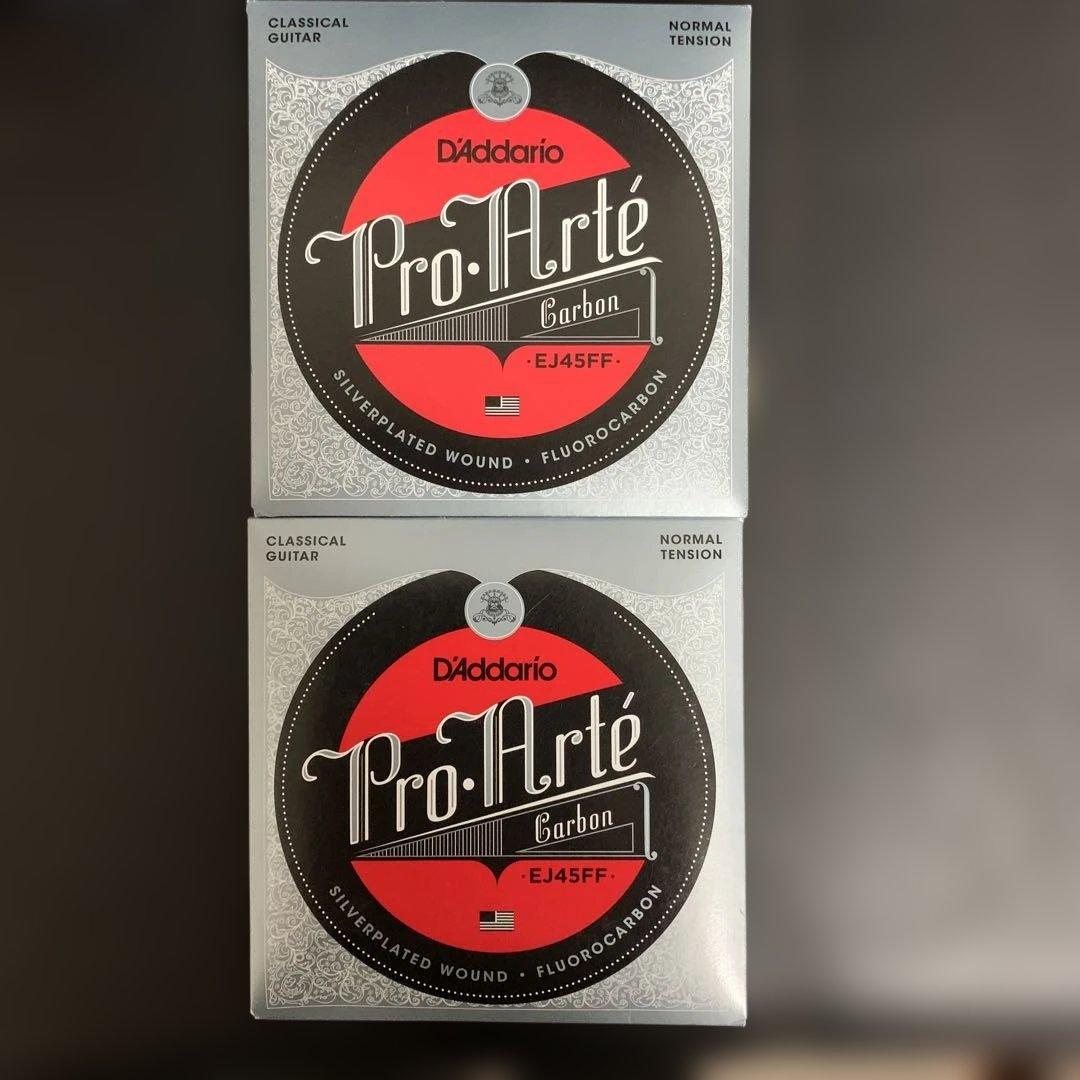 CLASSICAL
GUITAR
NORMAL
TENSION
D'Addario
Pro·Arté
Carbon
·EJ45FF·
SILVERPLATED WOUND · FLUOROCARBON
CLASSICAL
GUITAR
NORMAL
TENSION
D'Addario
Pro·Arté
Carbon
·EJ45FF·
SILVERPLATED WOUND · FLUOROCARBON